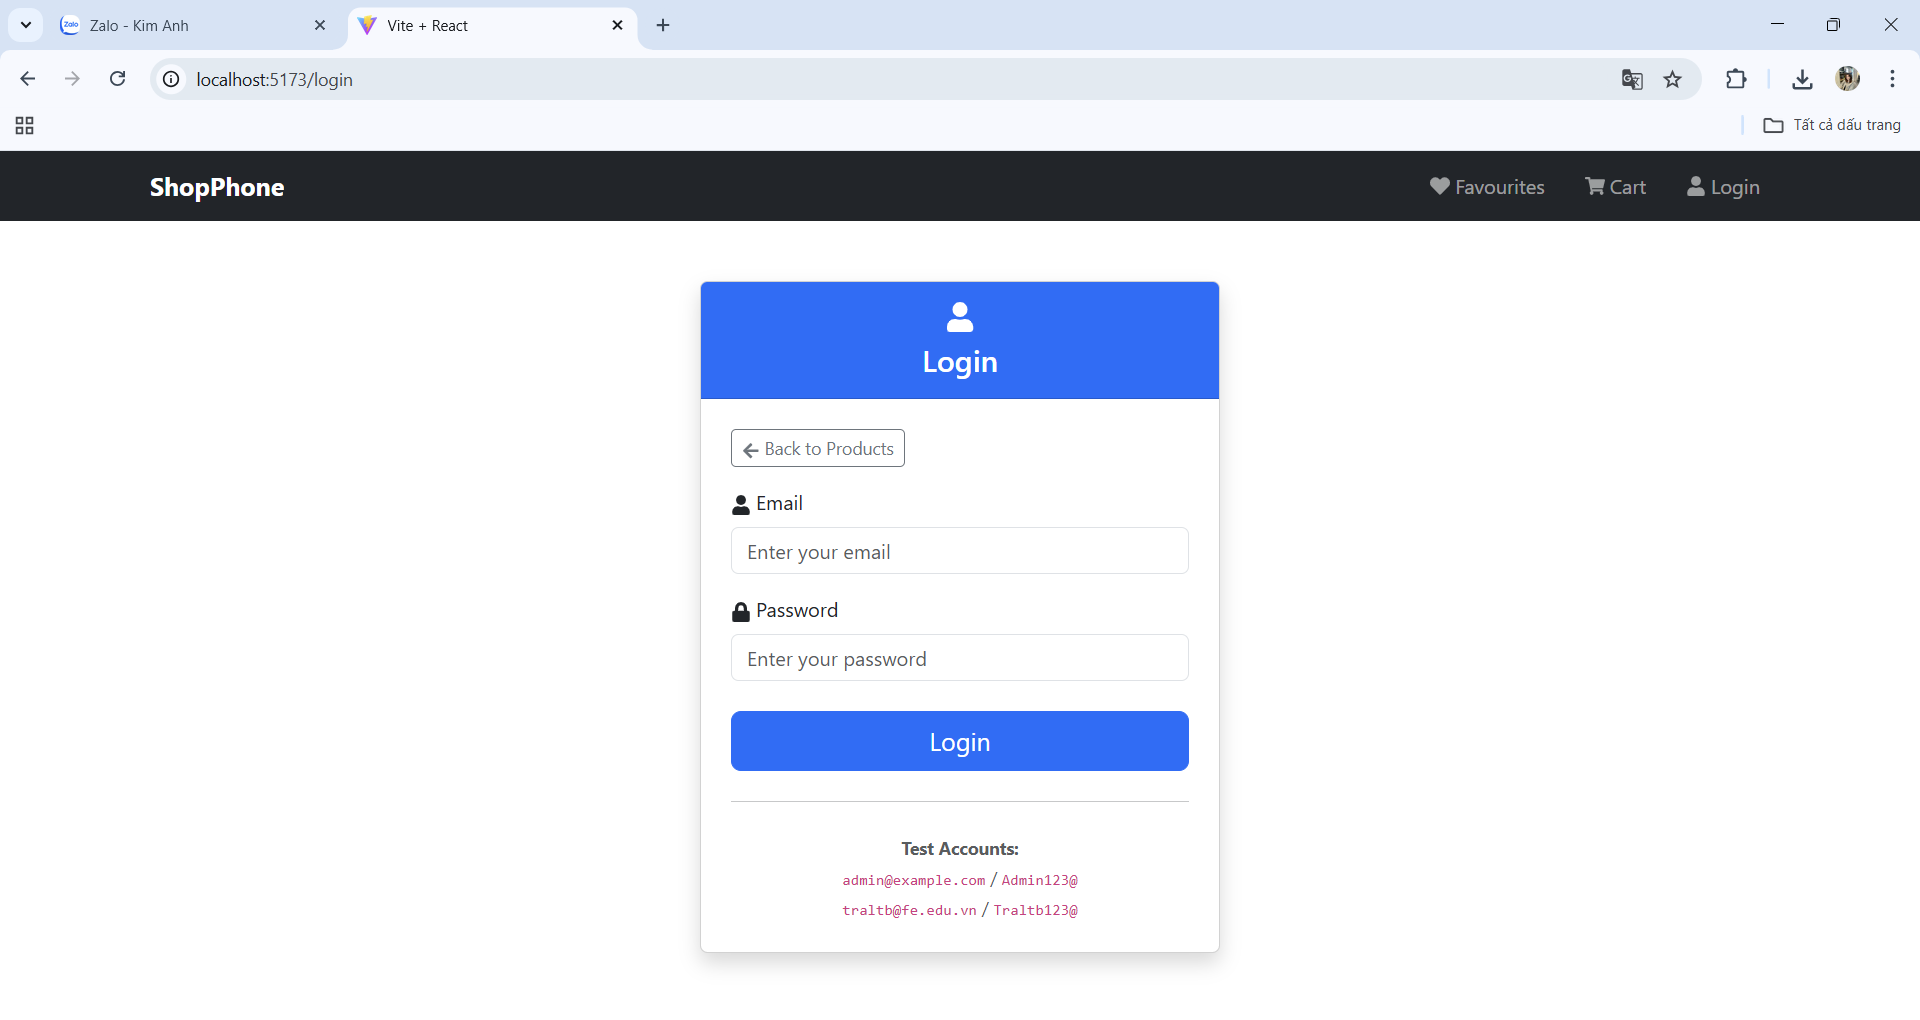 Zalo - Kim Anh
Vite + React
localhost:5173/login
Tất cả dấu trang
ShopPhone
Favourites
Cart
Login
Login
Back to Products
Email
Enter your email
Password
Enter your password
Login
Test Accounts:
admin@example.com / Admin123@
traltb@fe.edu.vn / Traltb123@